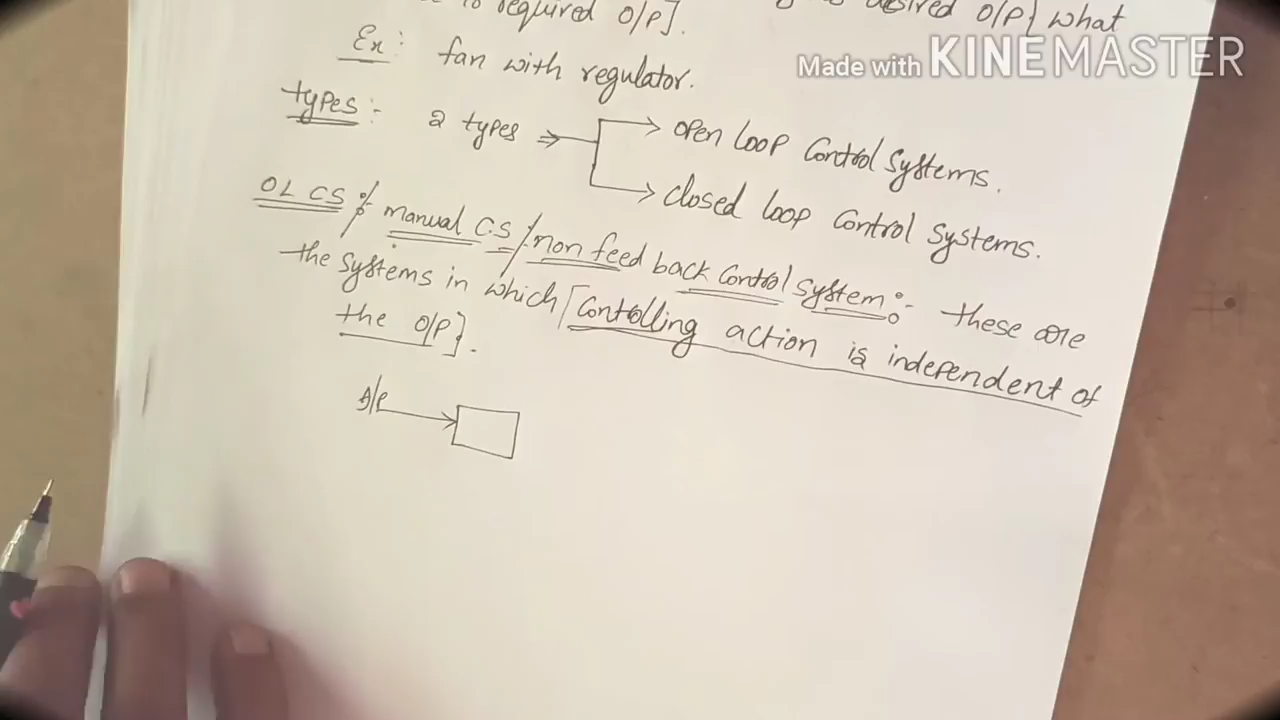 required O/P]. desired O/P{ what
Made with KINEMASTER
Ex: fan with regulator.
types:- 2 types ⇒ → open loop Control Systems.
→ closed loop Control Systems.
OL CS / manual C.S / non feed back Control system:- these are
the systems in which [Controlling action is independent of
the O/P].
I/P